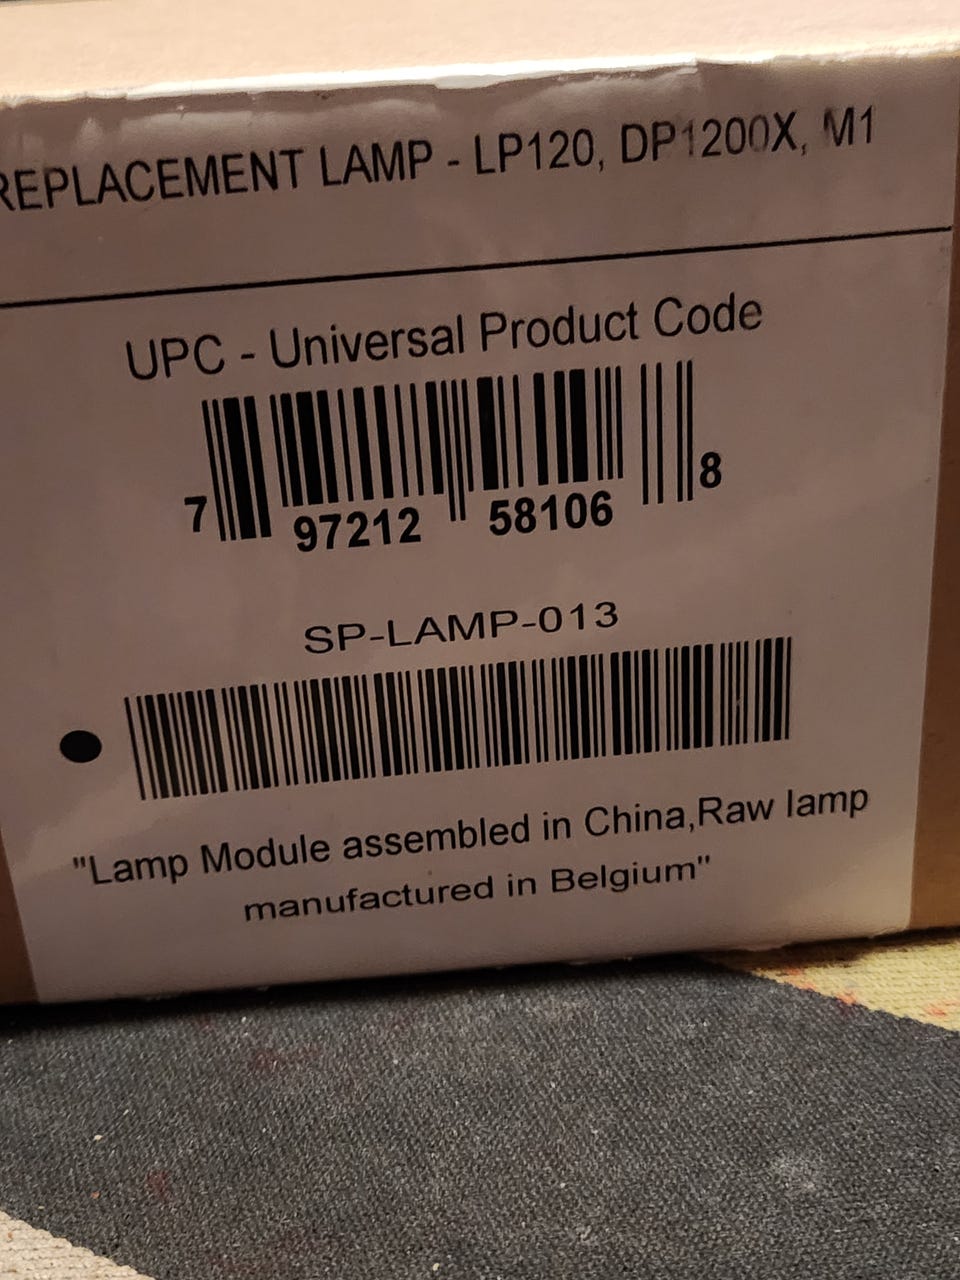 REPLACEMENT LAMP - LP120, DP1200X, M1
UPC - Universal Product Code
7 97212 58106 8
SP-LAMP-013
"Lamp Module assembled in China,Raw lamp
manufactured in Belgium"